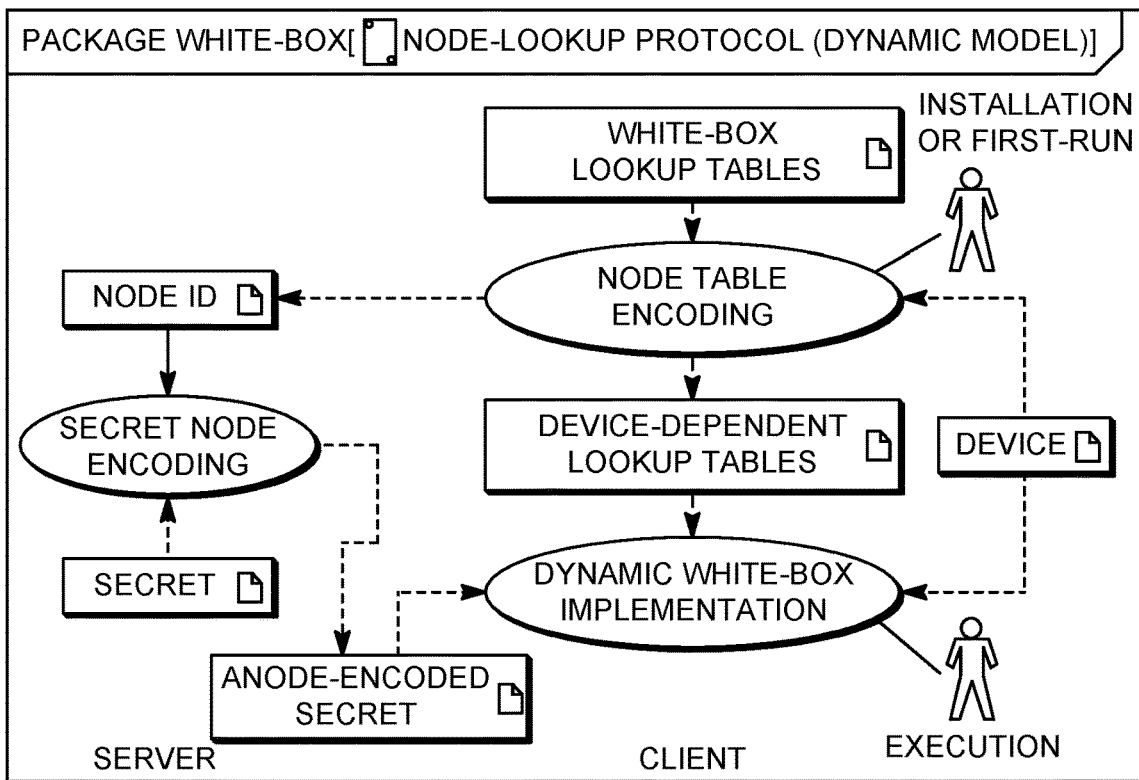 PACKAGE WHITE-BOX[ NODE-LOOKUP PROTOCOL (DYNAMIC MODEL)]
INSTALLATION
OR FIRST-RUN
WHITE-BOX
LOOKUP TABLES
NODE TABLE
ENCODING
NODE ID
SECRET NODE
ENCODING
DEVICE-DEPENDENT
LOOKUP TABLES
DEVICE
SECRET
DYNAMIC WHITE-BOX
IMPLEMENTATION
ANODE-ENCODED
SECRET
SERVER
CLIENT
EXECUTION